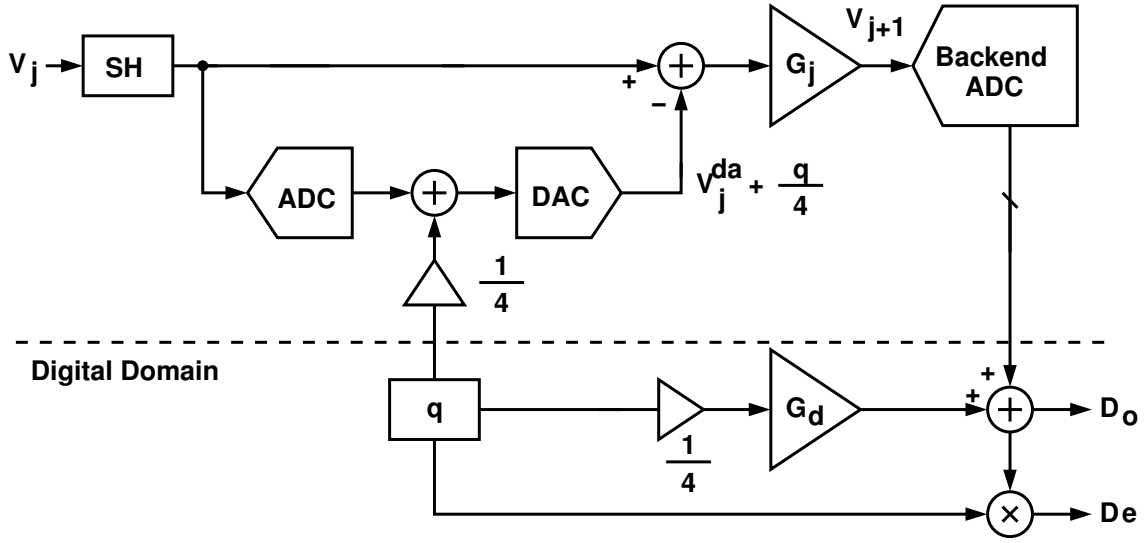 V_j
SH
+
+
−
G_j
V_{j+1}
Backend
ADC
ADC
+
DAC
V_j^{da} + q/4
1/4
Digital Domain
q
1/4
G_d
+
+
+
D_o
×
De